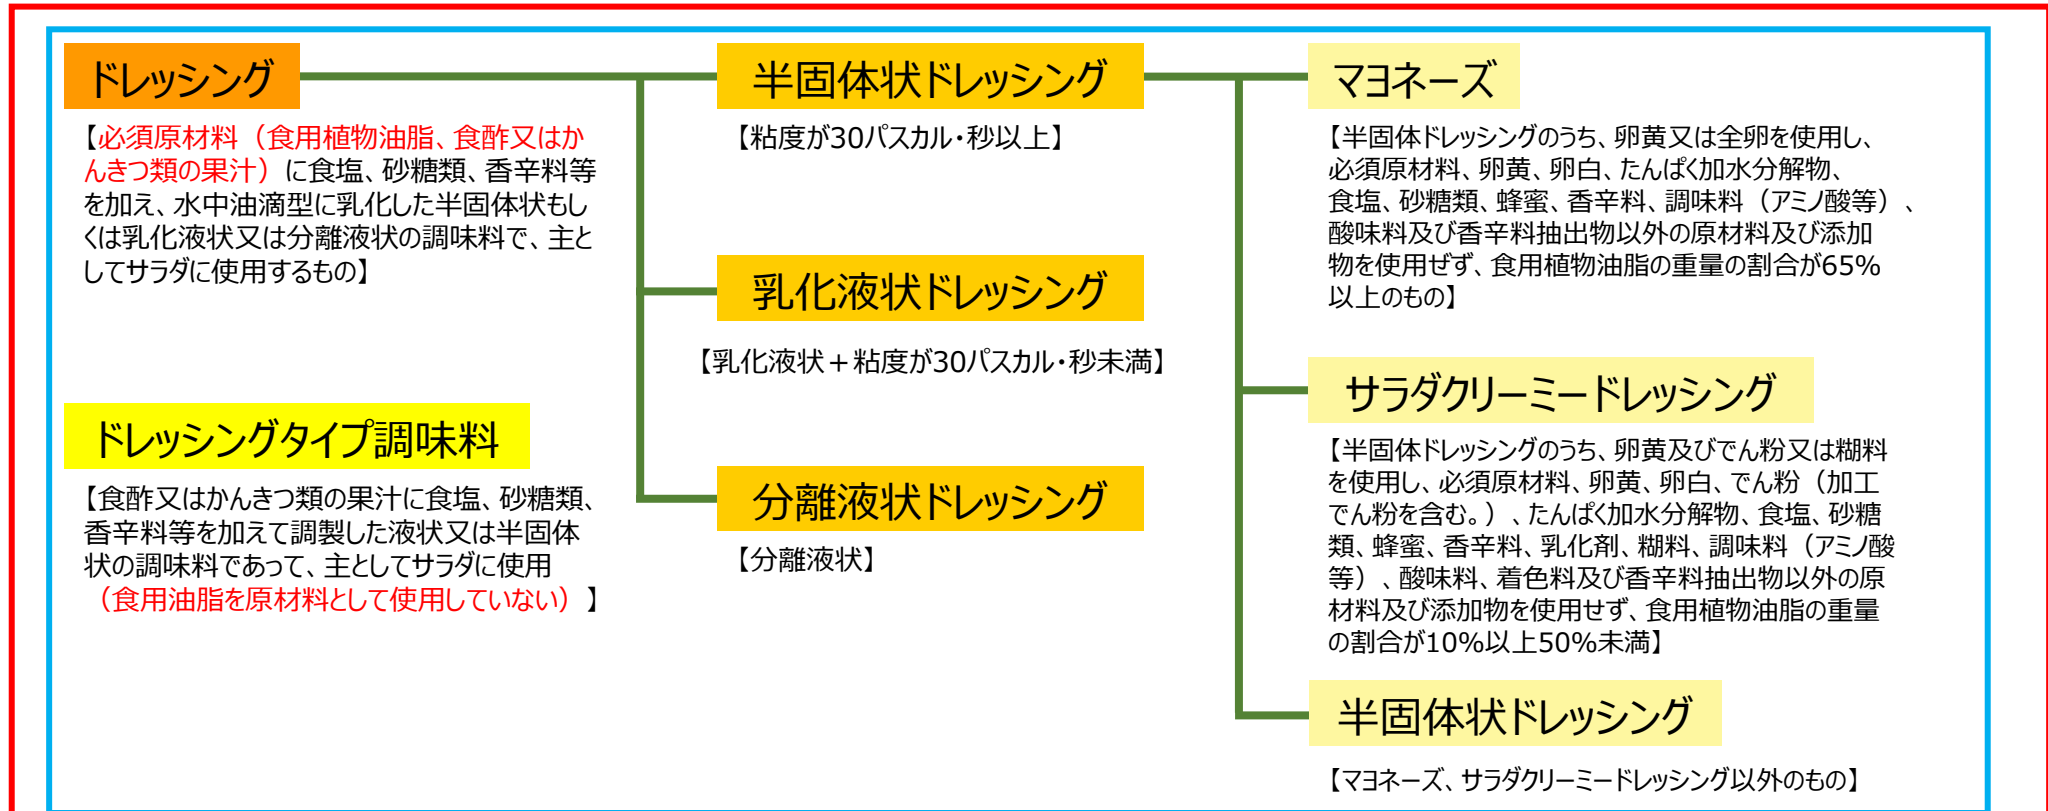 ドレッシング
【必須原材料（食用植物油脂、食酢又はか
んきつ類の果汁）に食塩、砂糖類、香辛料等
を加え、水中油滴型に乳化した半固体状もし
くは乳化液状又は分離液状の調味料で、主と
してサラダに使用するもの】
ドレッシングタイプ調味料
【食酢又はかんきつ類の果汁に食塩、砂糖類、
香辛料等を加えて調製した液状又は半固体
状の調味料であって、主としてサラダに使用
（食用油脂を原材料として使用していない）】
半固体状ドレッシング
【粘度が30パスカル・秒以上】
乳化液状ドレッシング
【乳化液状＋粘度が30パスカル・秒未満】
分離液状ドレッシング
【分離液状】
マヨネーズ
【半固体ドレッシングのうち、卵黄又は全卵を使用し、
必須原材料、卵黄、卵白、たんぱく加水分解物、
食塩、砂糖類、蜂蜜、香辛料、調味料（アミノ酸等）、
酸味料及び香辛料抽出物以外の原材料及び添加
物を使用ぜず、食用植物油脂の重量の割合が65%
以上のもの】
サラダクリーミードレッシング
【半固体ドレッシングのうち、卵黄及びでん粉又は糊料
を使用し、必須原材料、卵黄、卵白、でん粉（加工
でん粉を含む。）、たんぱく加水分解物、食塩、砂糖
類、蜂蜜、香辛料、乳化剤、糊料、調味料（アミノ酸
等）、酸味料、着色料及び香辛料抽出物以外の原
材料及び添加物を使用せず、食用植物油脂の重量
の割合が10%以上50%未満】
半固体状ドレッシング
【マヨネーズ、サラダクリーミードレッシング以外のもの】